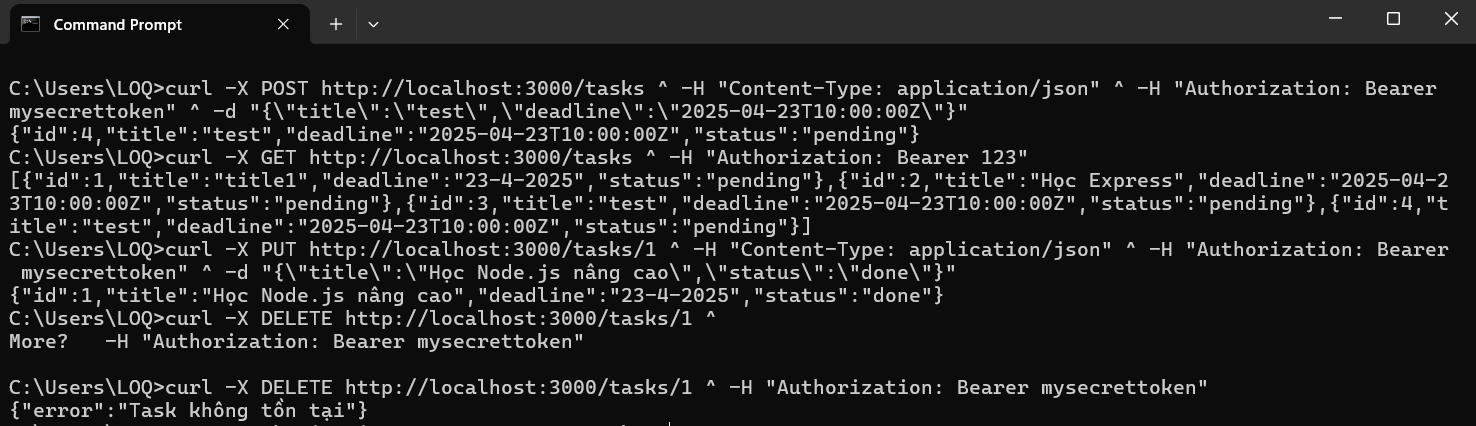 Command Prompt
C:\Users\LOQ>curl -X POST http://localhost:3000/tasks ^ -H "Content-Type: application/json" ^ -H "Authorization: Bearer
mysecrettoken" ^ -d "{\"title\":\"test\",\"deadline\":\"2025-04-23T10:00:00Z\"}"
{"id":4,"title":"test","deadline":"2025-04-23T10:00:00Z","status":"pending"}
C:\Users\LOQ>curl -X GET http://localhost:3000/tasks ^ -H "Authorization: Bearer 123"
[{"id":1,"title":"title1","deadline":"23-4-2025","status":"pending"},{"id":2,"title":"Học Express","deadline":"2025-04-2
3T10:00:00Z","status":"pending"},{"id":3,"title":"test","deadline":"2025-04-23T10:00:00Z","status":"pending"},{"id":4,"t
itle":"test","deadline":"2025-04-23T10:00:00Z","status":"pending"}]
C:\Users\LOQ>curl -X PUT http://localhost:3000/tasks/1 ^ -H "Content-Type: application/json" ^ -H "Authorization: Bearer
 mysecrettoken" ^ -d "{\"title\":\"Học Node.js nâng cao\",\"status\":\"done\"}"
{"id":1,"title":"Học Node.js nâng cao","deadline":"23-4-2025","status":"done"}
C:\Users\LOQ>curl -X DELETE http://localhost:3000/tasks/1 ^
More?   -H "Authorization: Bearer mysecrettoken"
C:\Users\LOQ>curl -X DELETE http://localhost:3000/tasks/1 ^ -H "Authorization: Bearer mysecrettoken"
{"error":"Task không tồn tại"}